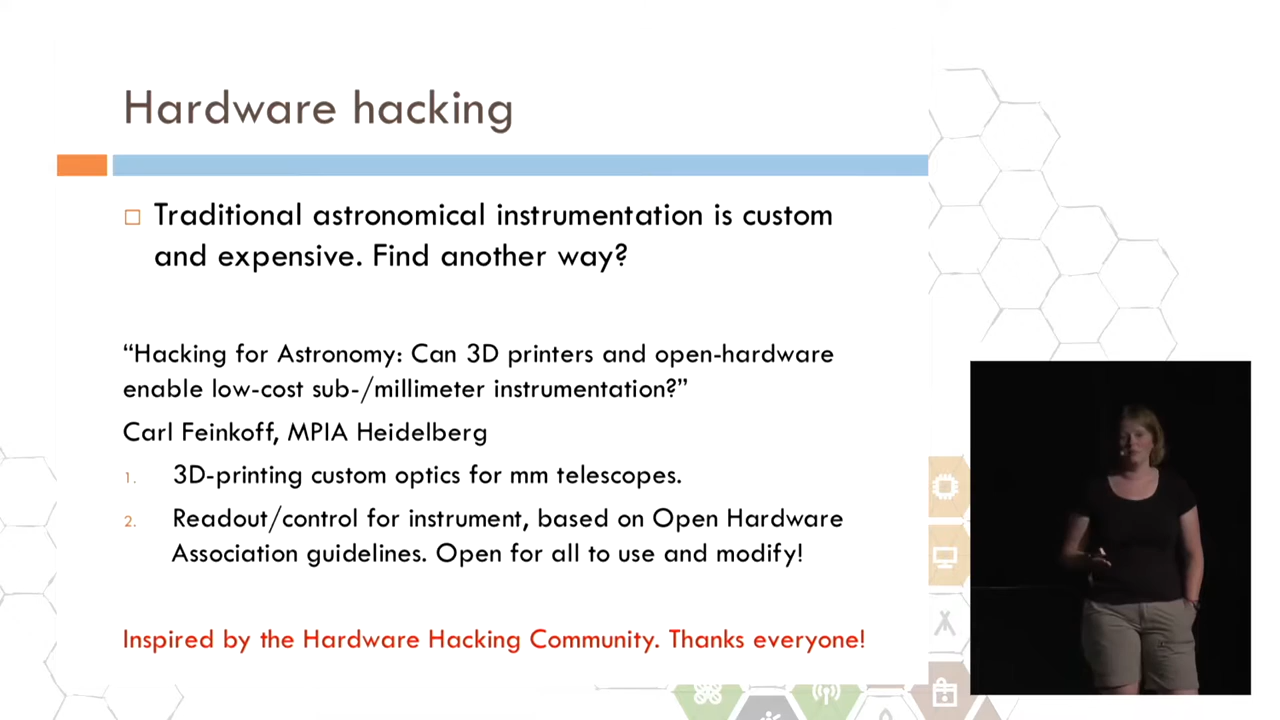 Hardware hacking
Traditional astronomical instrumentation is custom
and expensive. Find another way?
“Hacking for Astronomy: Can 3D printers and open-hardware
enable low-cost sub-/millimeter instrumentation?”
Carl Feinkoff, MPIA Heidelberg
1. 3D-printing custom optics for mm telescopes.
2. Readout/control for instrument, based on Open Hardware
Association guidelines. Open for all to use and modify!
Inspired by the Hardware Hacking Community. Thanks everyone!